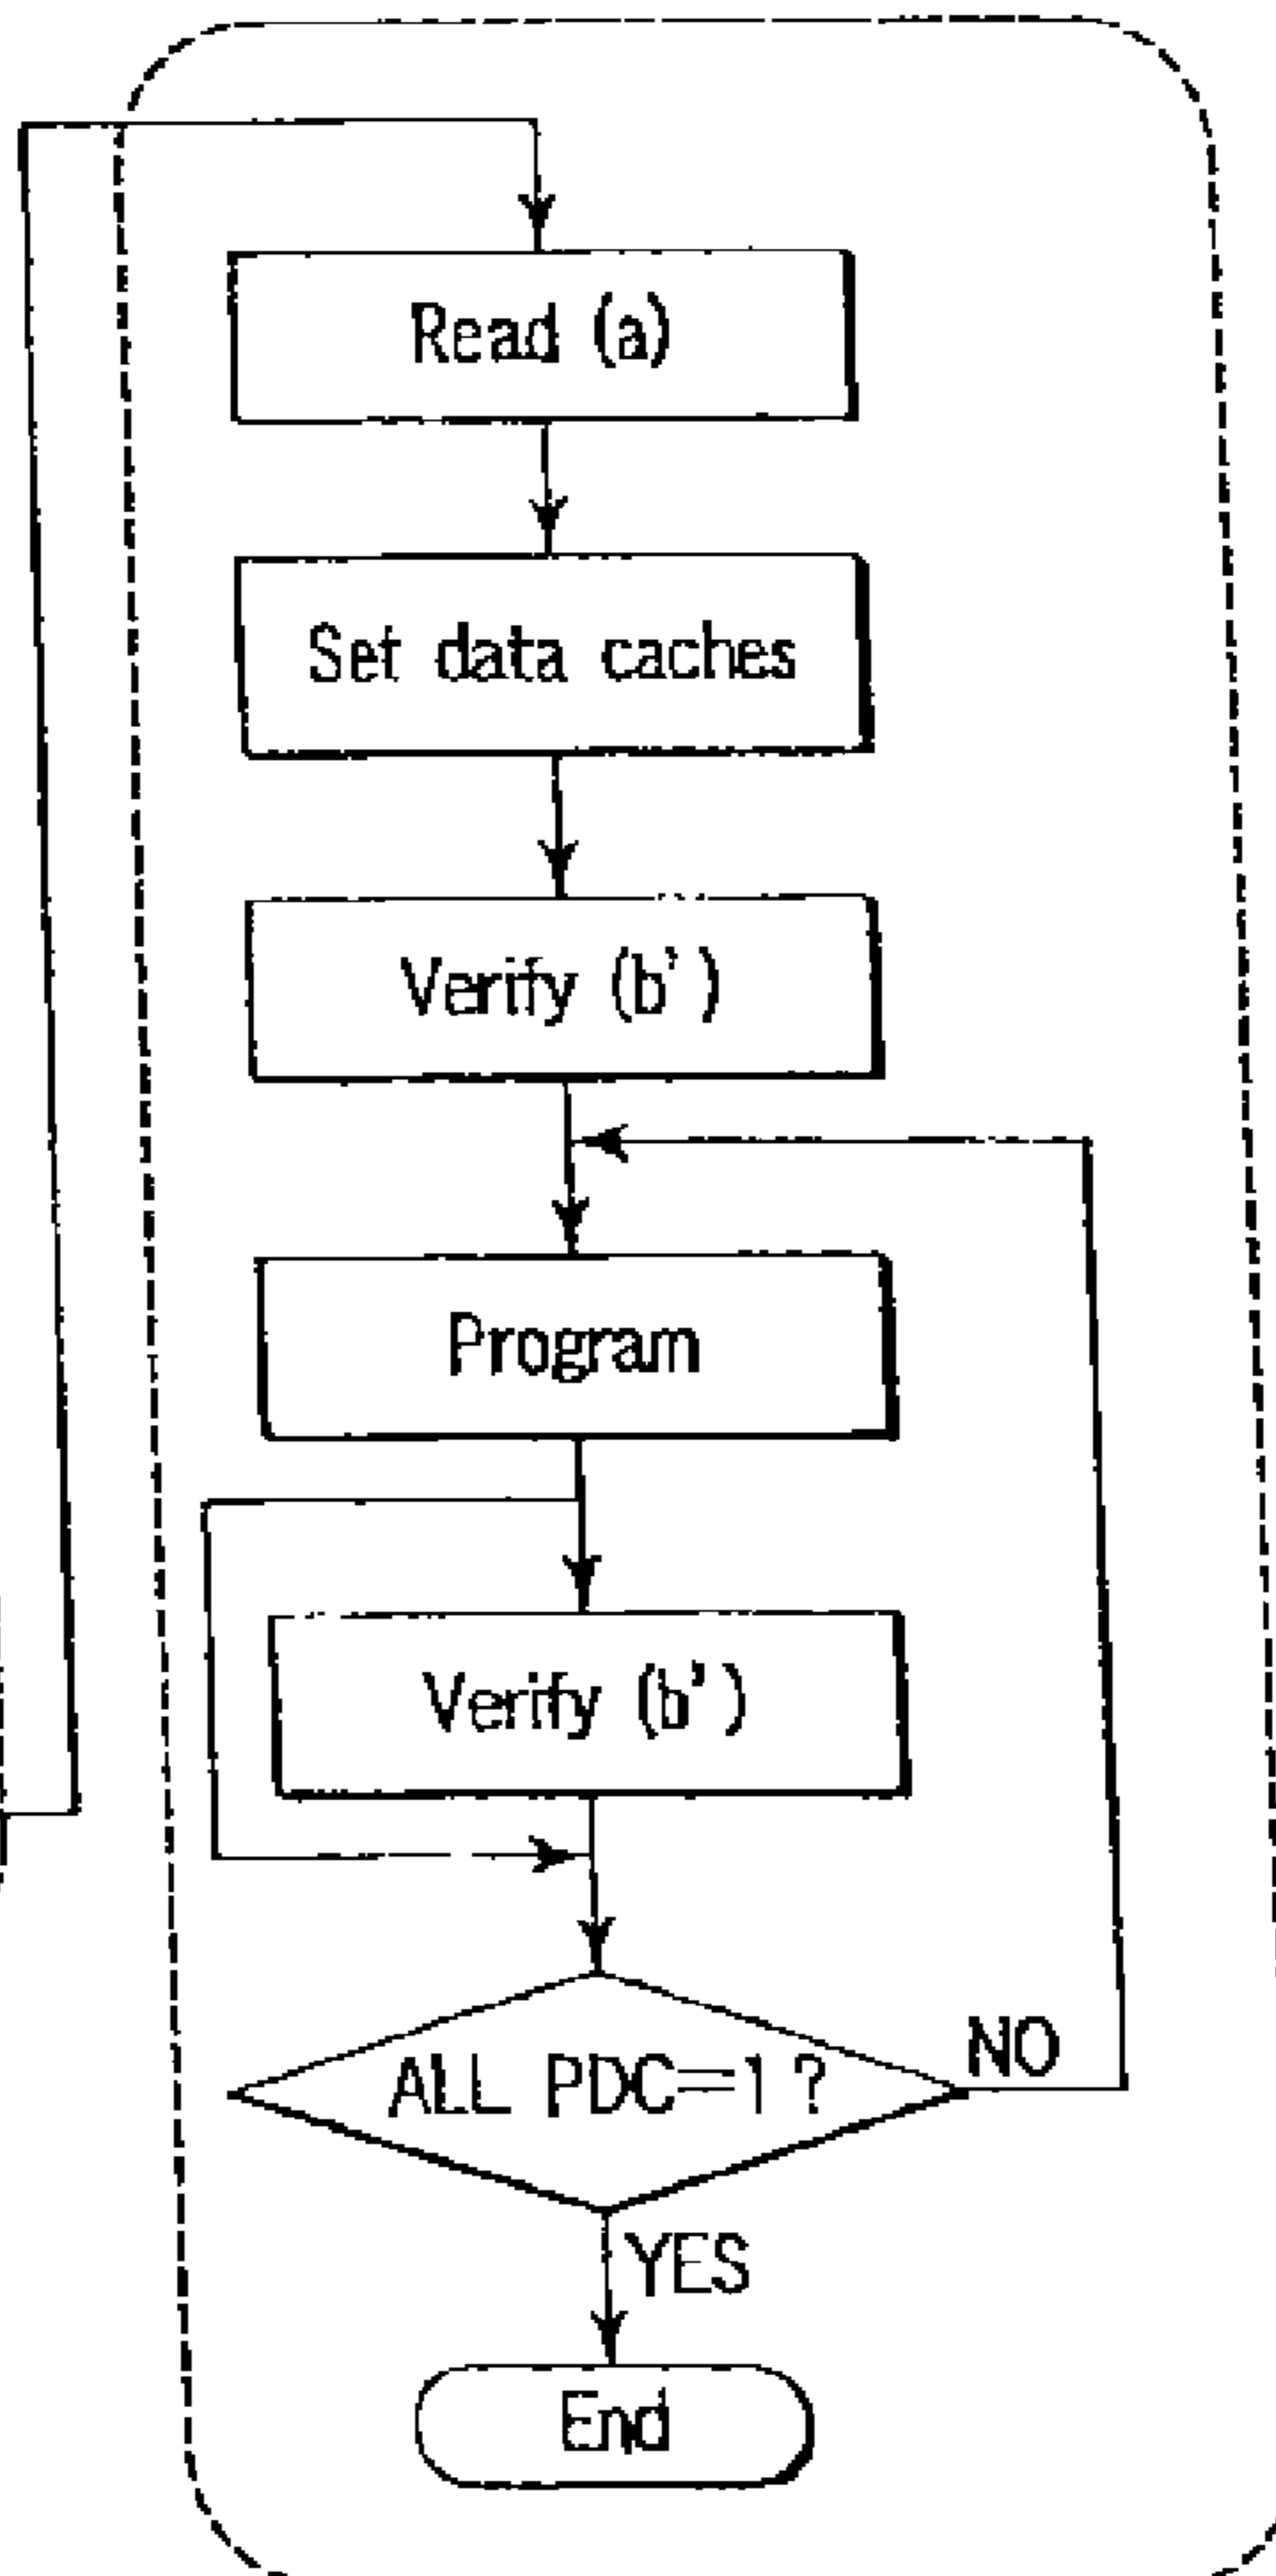 Read (a)
Set data caches
Verify (b')
Program
Verify (b')
ALL PDC=1 ?
NO
YES
End